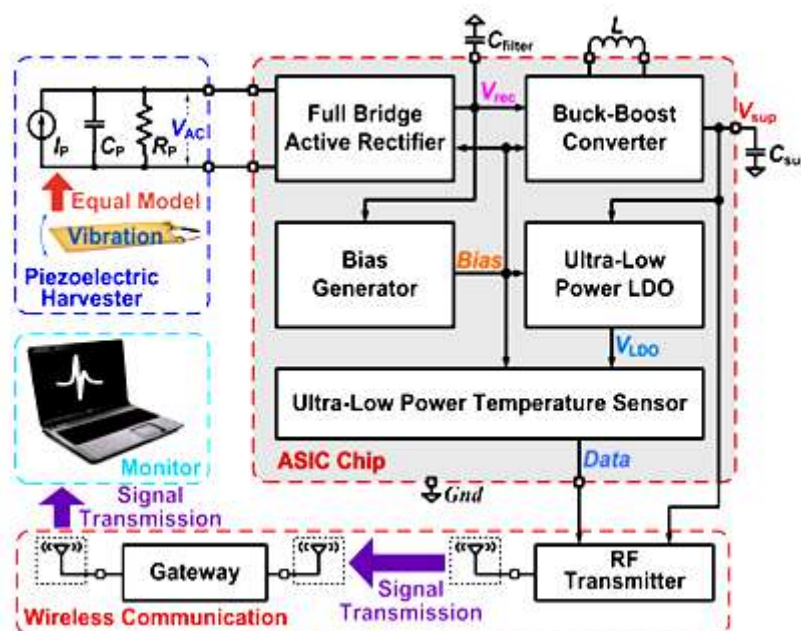 C_filter
L
V_rec
V_sup
Full Bridge
Active Rectifier
Buck-Boost
Converter
I_P
C_P
R_P
V_AC
C_su
Equal Model
Vibration
Piezoelectric
Harvester
Bias
Generator
Bias
Ultra-Low
Power LDO
V_LDO
Ultra-Low Power Temperature Sensor
ASIC Chip
Data
Gnd
Monitor
Signal
Transmission
Gateway
Signal
Transmission
RF
Transmitter
Wireless Communication